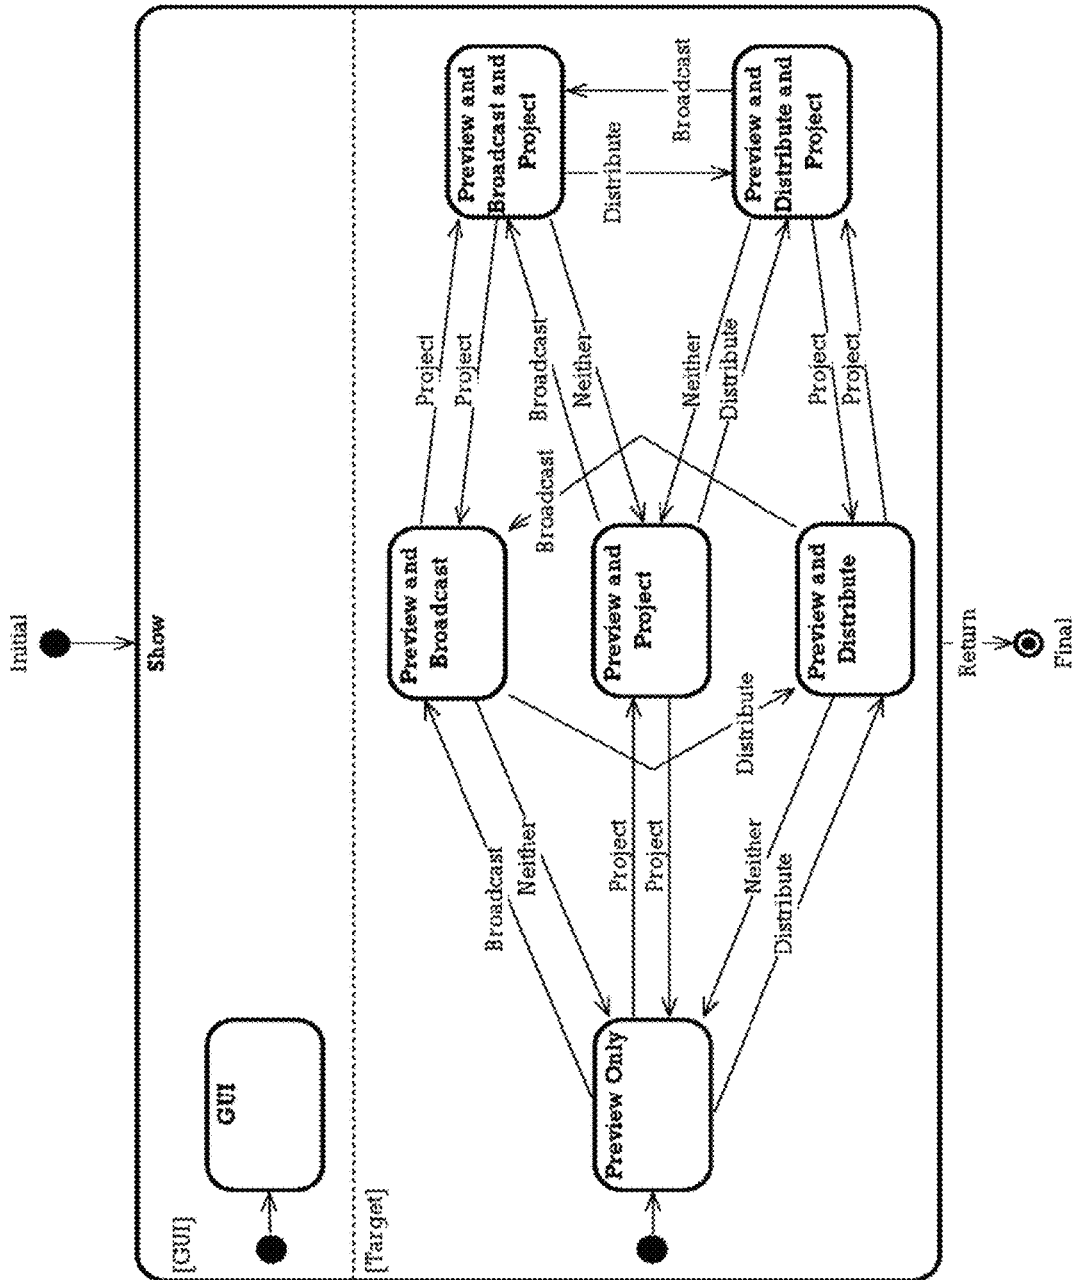 Initial
Show
[GUI]
GUI
[Target]
Preview and
Broadcast
Project
Project
Preview and
Broadcast and
Project
Broadcast
Neither
Broadcast
Broadcast
Neither
Distribute
Preview Only
Project
Project
Preview and
Project
Broadcast
Neither
Distribute
Distribute
Neither
Distribute
Preview and
Distribute and
Project
Preview and
Distribute
Project
Project
Return
Final